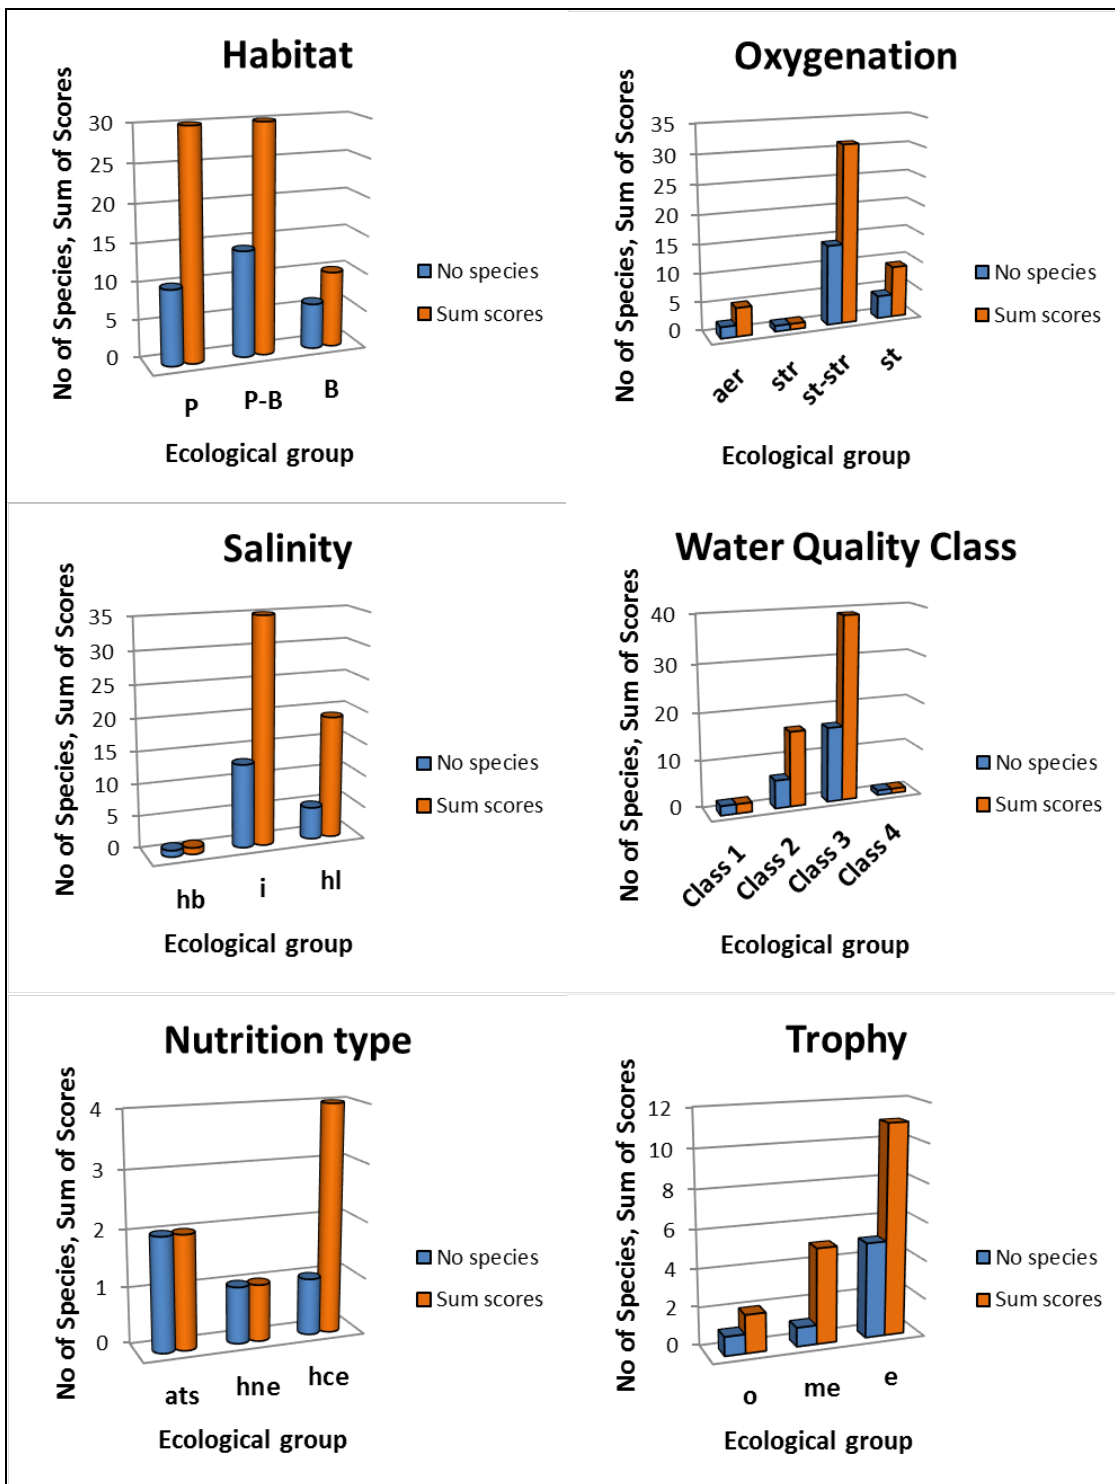 Habitat
No of Species, Sum of Scores
30
25
20
15
10
5
0
P
P-B
B
Ecological group
No species
Sum scores
Oxygenation
No of Species, Sum of Scores
35
30
25
20
15
10
5
0
aer
str
st-str
st
Ecological group
No species
Sum scores
Salinity
No of Species, Sum of Scores
35
30
25
20
15
10
5
0
hb
i
hl
Ecological group
No species
Sum scores
Water Quality Class
No of Species, Sum of Scores
40
30
20
10
0
Class 1
Class 2
Class 3
Class 4
Ecological group
No species
Sum scores
Nutrition type
No of Species, Sum of Scores
4
3
2
1
0
ats
hne
hce
Ecological group
No species
Sum scores
Trophy
No of Species, Sum of Scores
12
10
8
6
4
2
0
o
me
e
Ecological group
No species
Sum scores